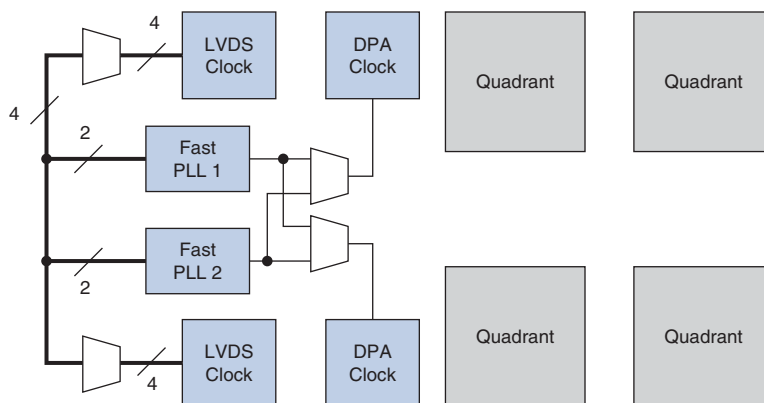 4
LVDS
Clock
DPA
Clock
Quadrant
Quadrant
4
2
Fast
PLL 1
Fast
PLL 2
2
4
LVDS
Clock
DPA
Clock
Quadrant
Quadrant